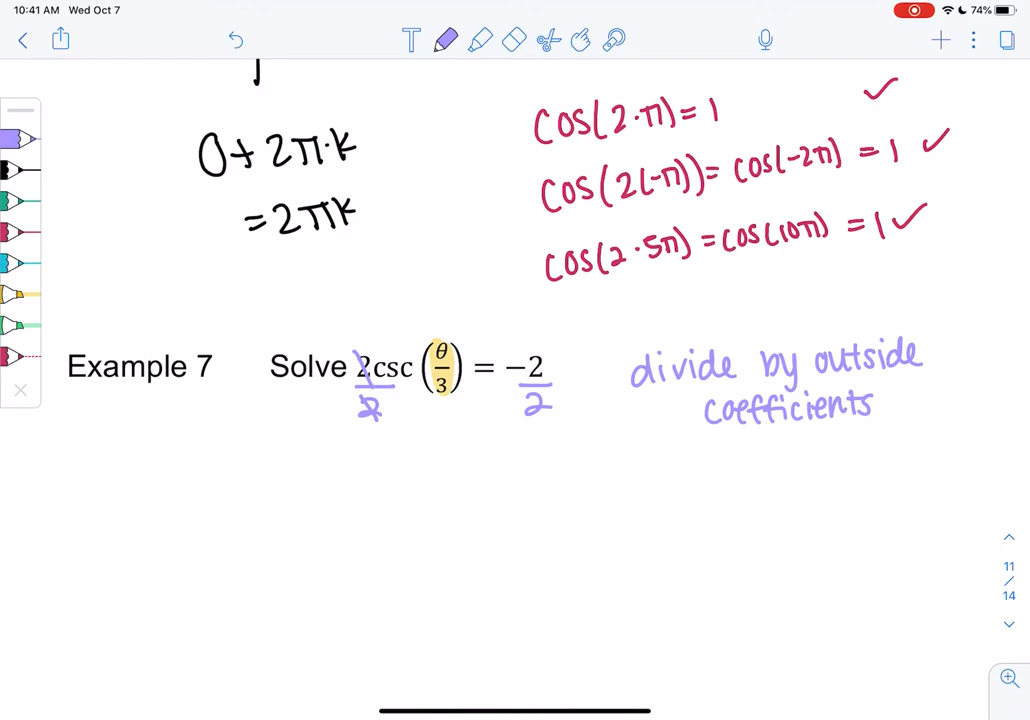 10:41 AM Wed Oct 7
74%
T
0 + 2π·k
= 2πk
cos(2·π) = 1 ✓
cos(2(-π)) = cos(-2π) = 1 ✓
cos(2·5π) = cos(10π) = 1 ✓
Example 7 Solve 2csc (θ/3) = −2
2 2
divide by outside
coefficients
11
/
14